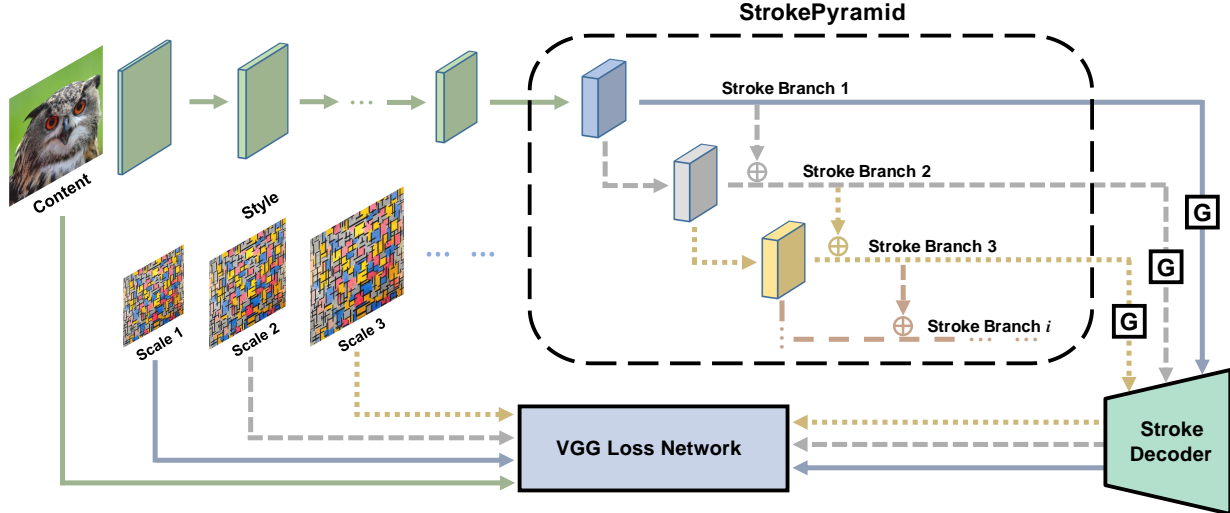 StrokePyramid
Stroke Branch 1
Content
Stroke Branch 2
Style
G
Stroke Branch 3
G
Scale 1
Scale 2
Scale 3
G
Stroke Branch i
VGG Loss Network
Stroke
Decoder